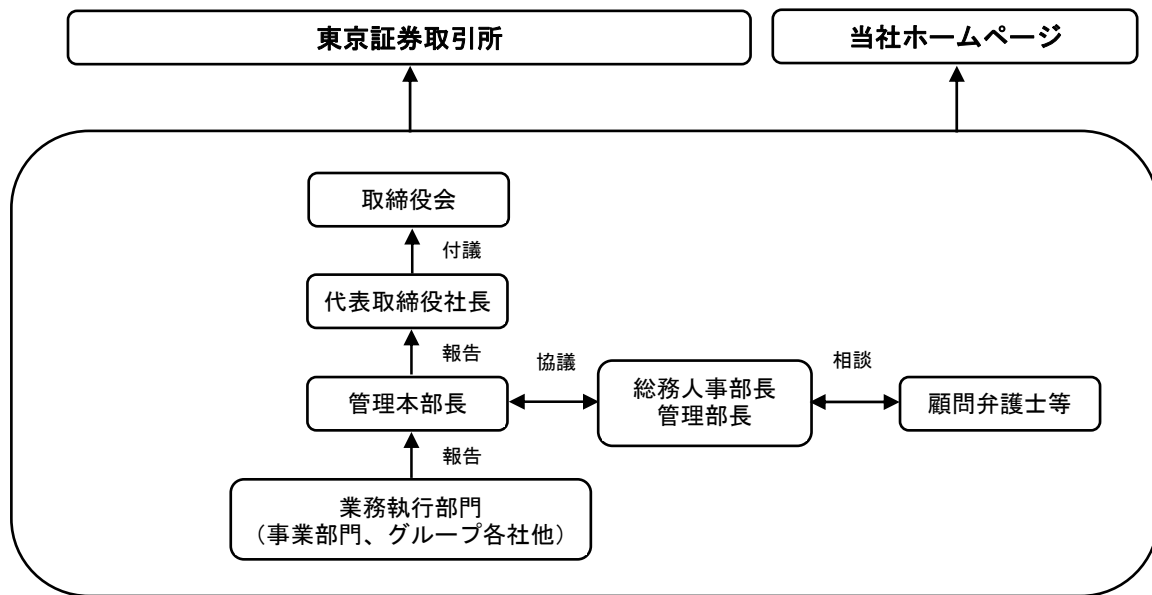 東京証券取引所
当社ホームページ
取締役会
付議
代表取締役社長
報告
協議
相談
管理本部長
総務人事部長
管理部長
顧問弁護士等
報告
業務執行部門
（事業部門、グループ各社他）